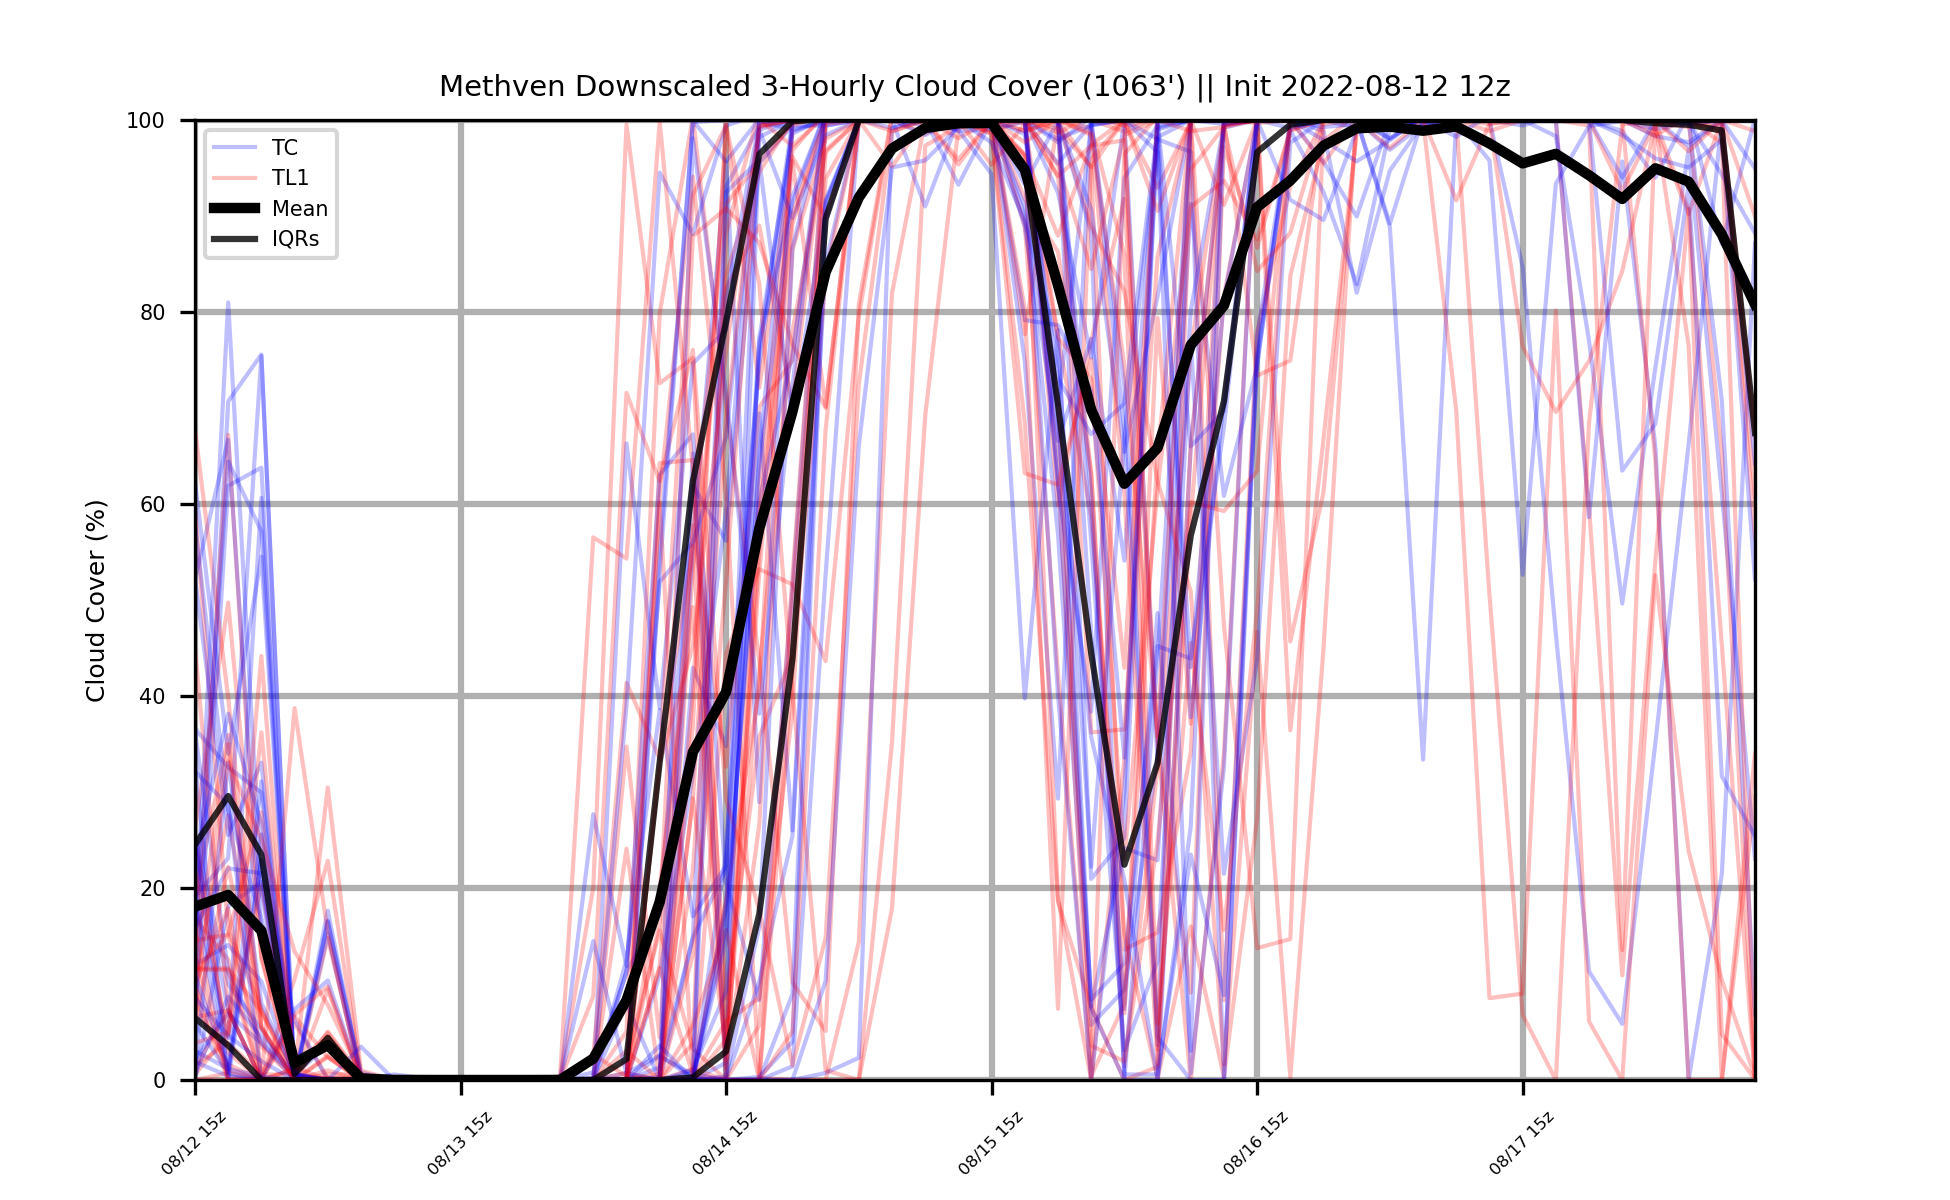 Methven Downscaled 3-Hourly Cloud Cover (1063') || Init 2022-08-12 12z
Cloud Cover (%)
100
80
60
40
20
0
TC
TL1
Mean
IQRs
08/12 15z
08/13 15z
08/14 15z
08/15 15z
08/16 15z
08/17 15z